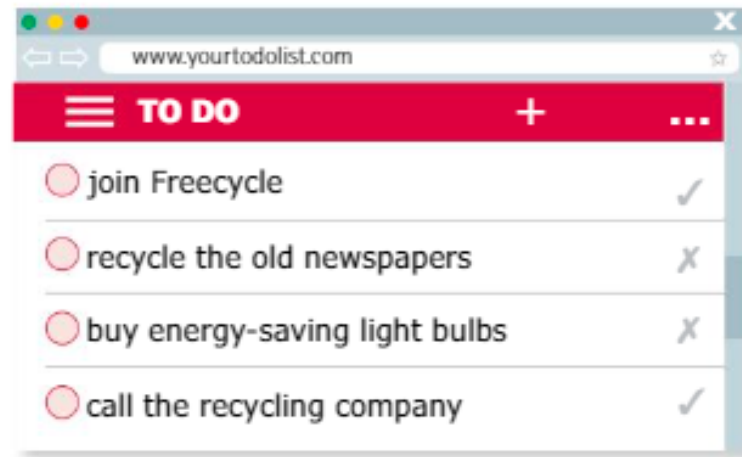 X
www.yourtodolist.com
TO DO + ...
join Freecycle ✓
recycle the old newspapers ✗
buy energy-saving light bulbs ✗
call the recycling company ✓